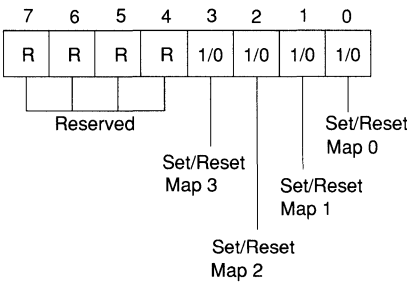 7 6 5 4 3 2 1 0
R R R R 1/0 1/0 1/0 1/0
Reserved
Set/Reset
Map 0
Set/Reset
Map 3
Set/Reset
Map 1
Set/Reset
Map 2